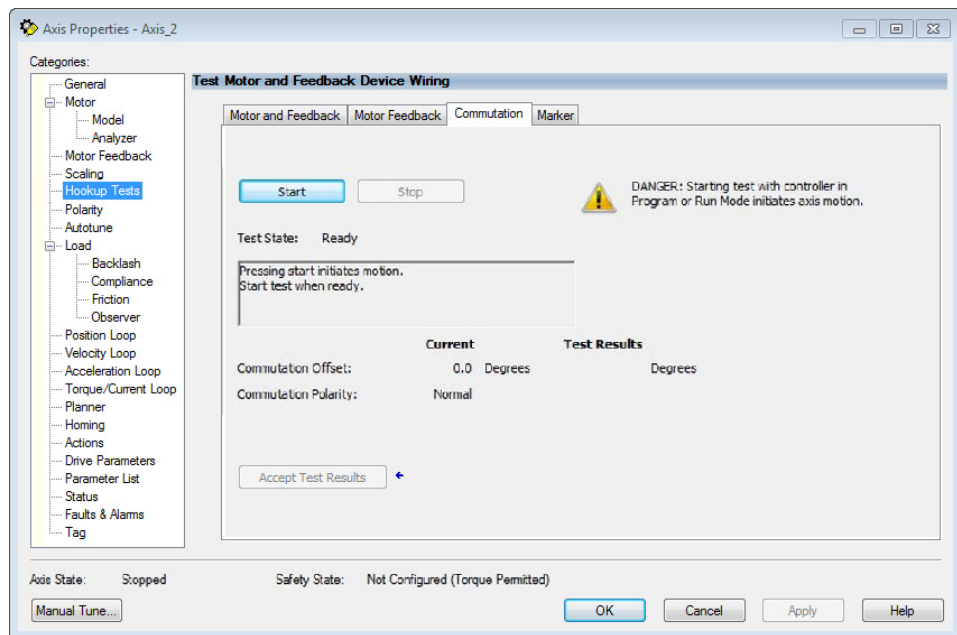 Axis Properties - Axis_2
Categories:
General
Motor
Model
Analyzer
Motor Feedback
Scaling
Hookup Tests
Polarity
Autotune
Load
Backlash
Compliance
Friction
Observer
Position Loop
Velocity Loop
Acceleration Loop
Torque/Current Loop
Planner
Homing
Actions
Drive Parameters
Parameter List
Status
Faults & Alarms
Tag
Test Motor and Feedback Device Wiring
Motor and Feedback Motor Feedback Commutation Marker
Start Stop
DANGER: Starting test with controller in
Program or Run Mode initiates axis motion.
Test State: Ready
Pressing start initiates motion.
Start test when ready.
Current Test Results
Commutation Offset: 0.0 Degrees Degrees
Commutation Polarity: Normal
Accept Test Results
Axis State: Stopped Safety State: Not Configured (Torque Permitted)
Manual Tune... OK Cancel Apply Help